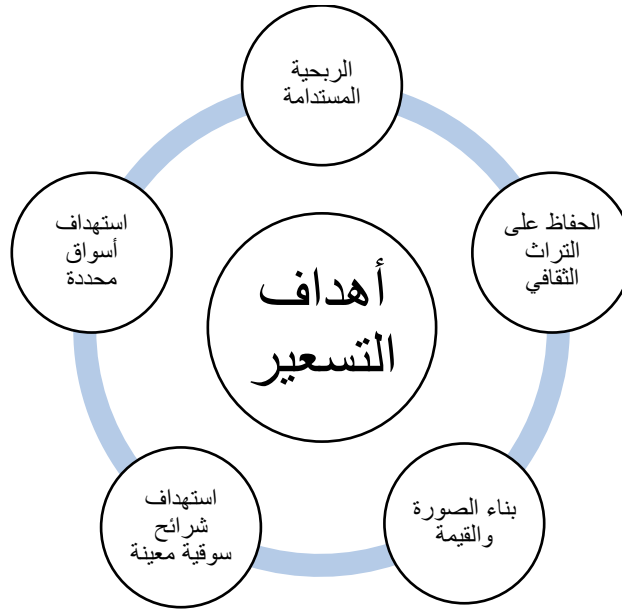 الربحية
المستدامة
الحفاظ على
التراث
الثقافي
بناء الصورة
والقيمة
استهداف
شرائح
سوقية معينة
استهداف
أسواق
محددة
أهداف
التسعير